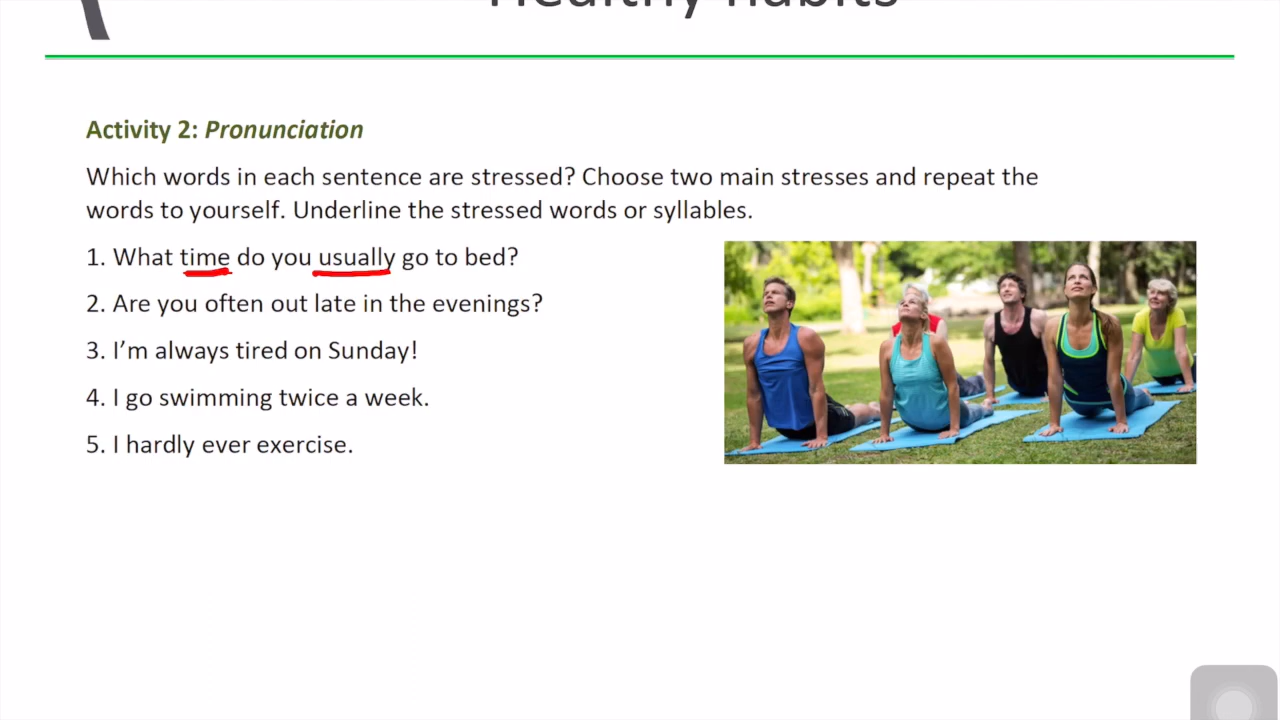 Healthy habits
Activity 2: Pronunciation
Which words in each sentence are stressed? Choose two main stresses and repeat the
words to yourself. Underline the stressed words or syllables.
1. What time do you usually go to bed?
2. Are you often out late in the evenings?
3. I’m always tired on Sunday!
4. I go swimming twice a week.
5. I hardly ever exercise.